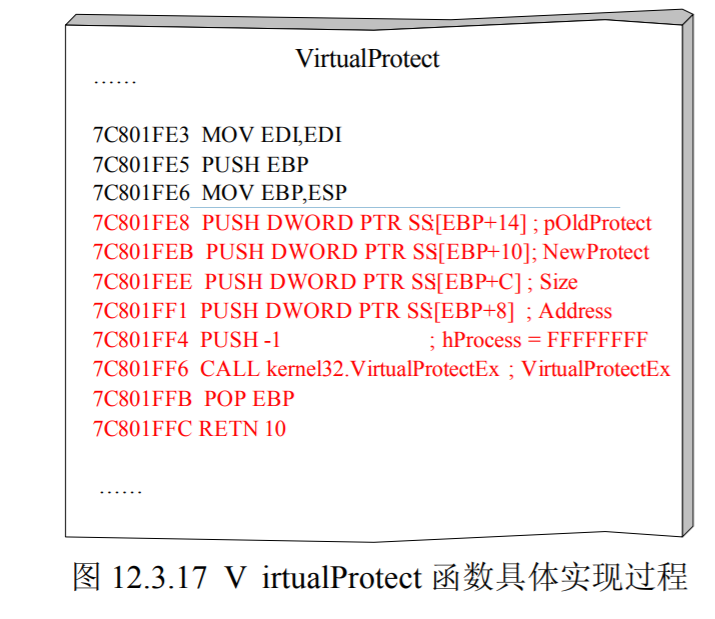 VirtualProtect
……
7C801FE3 MOV EDI,EDI
7C801FE5 PUSH EBP
7C801FE6 MOV EBP,ESP
7C801FE8 PUSH DWORD PTR SS:[EBP+14] ; pOldProtect
7C801FEB PUSH DWORD PTR SS:[EBP+10]; NewProtect
7C801FEE PUSH DWORD PTR SS:[EBP+C] ; Size
7C801FF1 PUSH DWORD PTR SS:[EBP+8] ; Address
7C801FF4 PUSH -1 ; hProcess = FFFFFFFF
7C801FF6 CALL kernel32.VirtualProtectEx ; VirtualProtectEx
7C801FFB POP EBP
7C801FFC RETN 10
……
图 12.3.17 V irtualProtect 函数具体实现过程